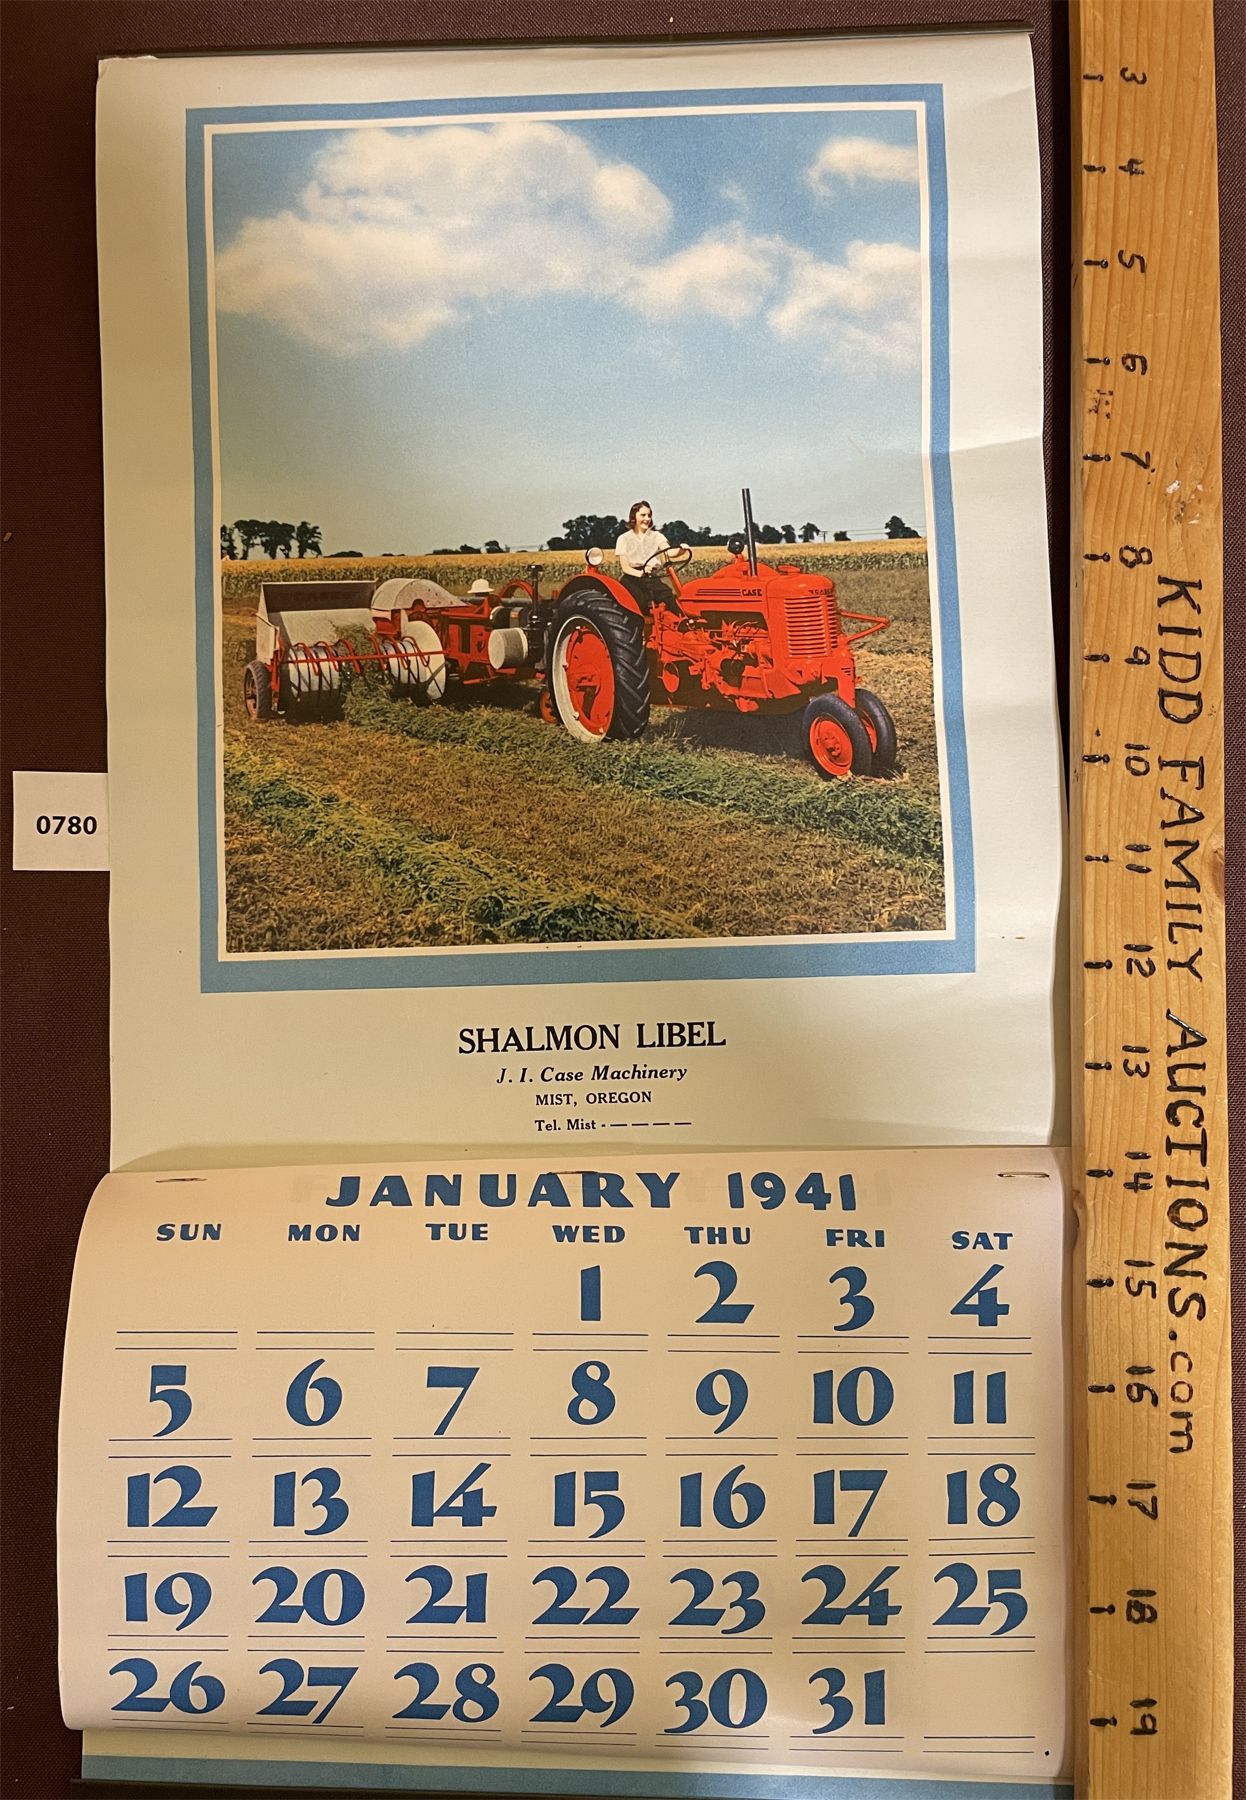 CASE
CASE
0780
SHALMON LIBEL
J. I. Case Machinery
MIST, OREGON
Tel. Mist - — — — —
JANUARY 1941
SUN MON TUE WED THU FRI SAT
1 2 3 4
5 6 7 8 9 10 11
12 13 14 15 16 17 18
19 20 21 22 23 24 25
26 27 28 29 30 31
3
4
5
6
7
8
9
10
11
12
13
14
15
16
17
18
19
KIDD FAMILY AUCTIONS.com